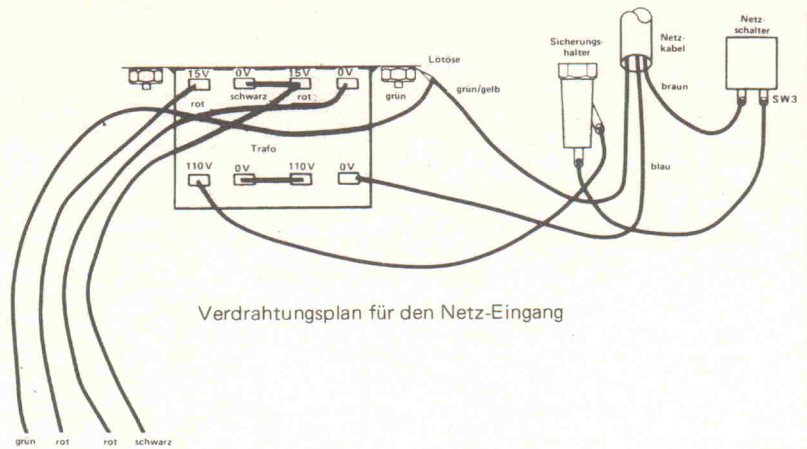 Netz-
schalter
Sicherungs
halter
Netz-
kabel
Lötöse
15V 0V 15V 0V
grün/gelb
braun
SW3
rot schwarz rot grün
Trafo
blau
110V 0V 110V 0V
Verdrahtungsplan für den Netz-Eingang
grün rot rot schwarz